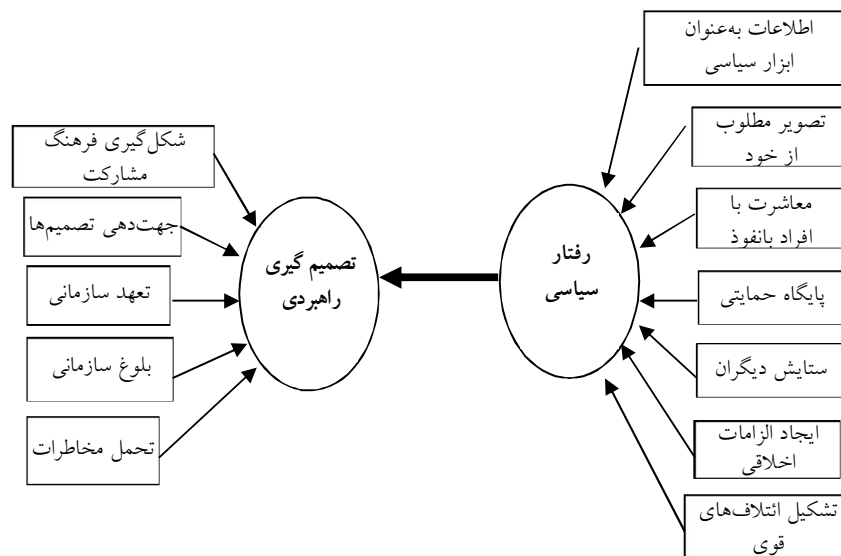 اطلاعات به‌عنوان
ابزار سیاسی
تصویر مطلوب
از خود
معاشرت با
افراد بانفوذ
پایگاه حمایتی
ستایش دیگران
ایجاد الزامات
اخلاقی
تشکیل ائتلاف‌های
قوی
رفتار
سیاسی
تصمیم گیری
راهبردی
شکل‌گیری فرهنگ
مشارکت
جهت‌دهی تصمیم‌ها
تعهد سازمانی
بلوغ سازمانی
تحمل مخاطرات